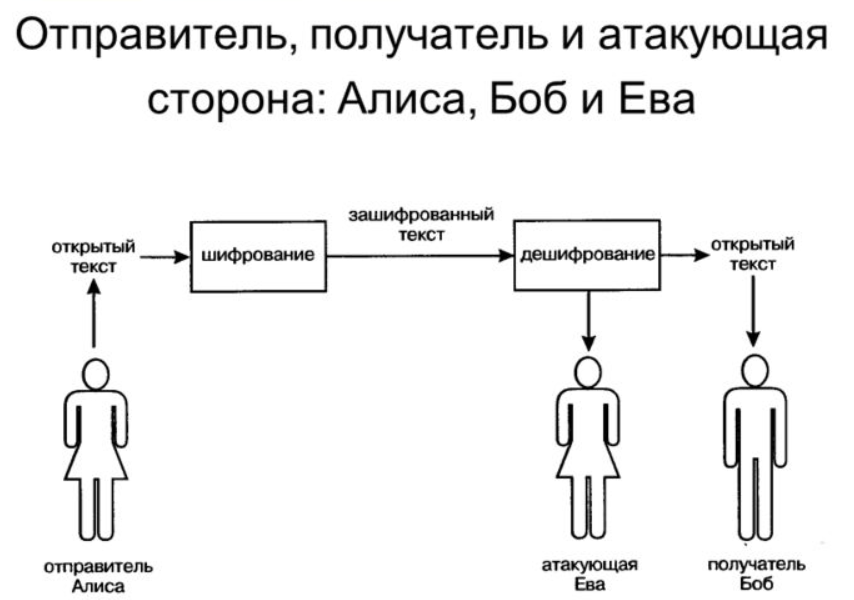 Отправитель, получатель и атакующая
сторона: Алиса, Боб и Ева
зашифрованный
текст
открытый
текст
шифрование
дешифрование
открытый
текст
отправитель
Алиса
атакующая
Ева
получатель
Боб